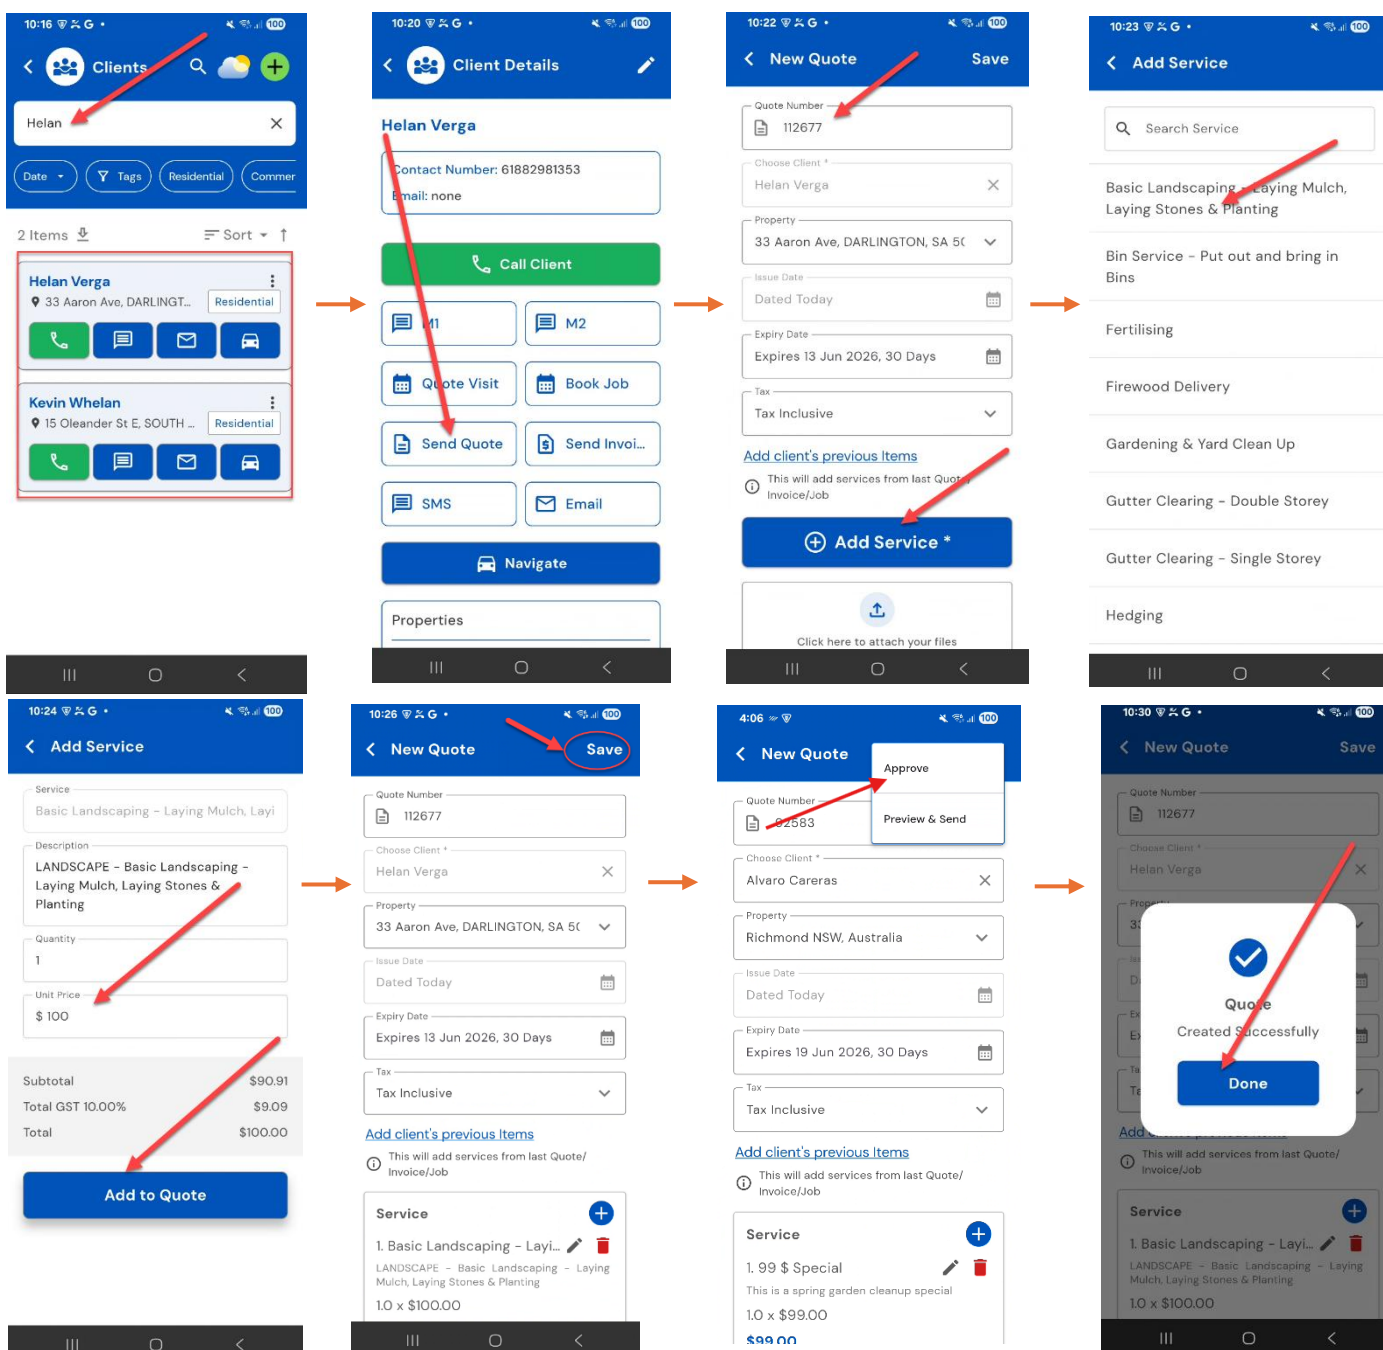 10:16 G •
100
Clients
Helan
Date
Tags
Residential
Commer
2 Items
Sort
Helan Verga
33 Aaron Ave, DARLINGT...
Residential
Kevin Whelan
15 Oleander St E, SOUTH ...
Residential
10:20 G •
100
Client Details
Helan Verga
Contact Number: 61882981353
Email: none
Call Client
M1
M2
Quote Visit
Book Job
Send Quote
Send Invoi...
SMS
Email
Navigate
Properties
10:22 G •
100
New Quote
Save
Quote Number
112677
Choose Client *
Helan Verga
Property
33 Aaron Ave, DARLINGTON, SA 5(
Issue Date
Dated Today
Expiry Date
Expires 13 Jun 2026, 30 Days
Tax
Tax Inclusive
Add client's previous Items
This will add services from last Quote/
Invoice/Job
Add Service *
Click here to attach your files
10:23 G •
100
Add Service
Search Service
Basic Landscaping - Laying Mulch,
Laying Stones & Planting
Bin Service - Put out and bring in
Bins
Fertilising
Firewood Delivery
Gardening & Yard Clean Up
Gutter Clearing - Double Storey
Gutter Clearing - Single Storey
Hedging
10:24 G •
100
Add Service
Service
Basic Landscaping - Laying Mulch, Layi
Description
LANDSCAPE - Basic Landscaping -
Laying Mulch, Laying Stones &
Planting
Quantity
1
Unit Price
$ 100
Subtotal
$90.91
Total GST 10.00%
$9.09
Total
$100.00
Add to Quote
10:26 G •
100
New Quote
Save
Quote Number
112677
Choose Client *
Helan Verga
Property
33 Aaron Ave, DARLINGTON, SA 5(
Issue Date
Dated Today
Expiry Date
Expires 13 Jun 2026, 30 Days
Tax
Tax Inclusive
Add client's previous Items
This will add services from last Quote/
Invoice/Job
Service
1. Basic Landscaping - Layi...
LANDSCAPE - Basic Landscaping - Laying
Mulch, Laying Stones & Planting
1.0 x $100.00
4:06
100
New Quote
Approve
Preview & Send
Quote Number
92583
Choose Client *
Alvaro Careras
Property
Richmond NSW, Australia
Issue Date
Dated Today
Expiry Date
Expires 19 Jun 2026, 30 Days
Tax
Tax Inclusive
Add client's previous Items
This will add services from last Quote/
Invoice/Job
Service
1. 99 $ Special
This is a spring garden cleanup special
1.0 x $99.00
$99.00
10:30 G •
100
New Quote
Save
Quote Number
112677
Choose Client *
Helan Verga
Quote
Created Successfully
Done
This will add services from last Quote/
Invoice/Job
Service
1. Basic Landscaping - Layi...
LANDSCAPE - Basic Landscaping - Laying
Mulch, Laying Stones & Planting
1.0 x $100.00